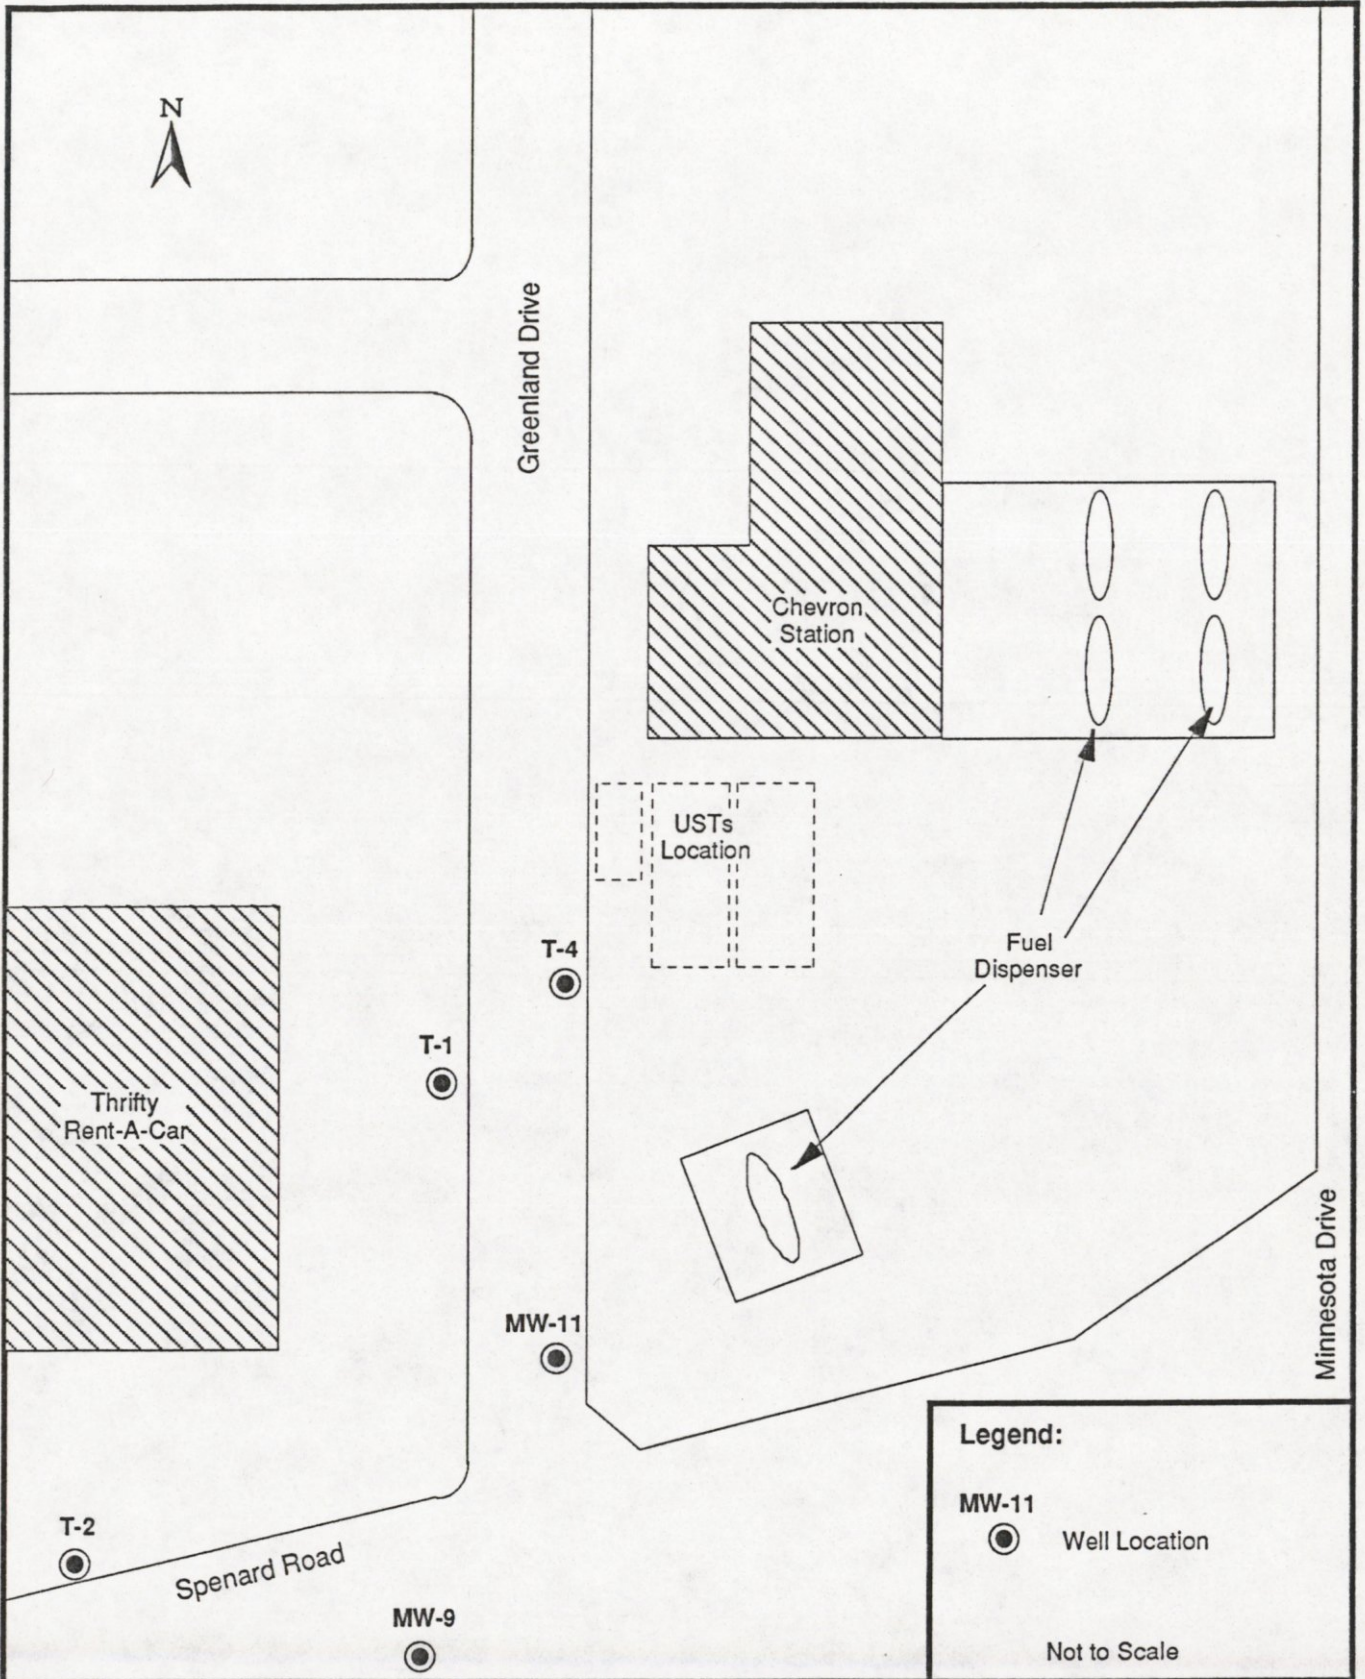 N
Greenland Drive
Chevron
Station
USTs
Location
T-4
Fuel
Dispenser
T-1
Thrifty
Rent-A-Car
MW-11
Minnesota Drive
Legend:
MW-11
Well Location
T-2
Spenard Road
MW-9
Not to Scale